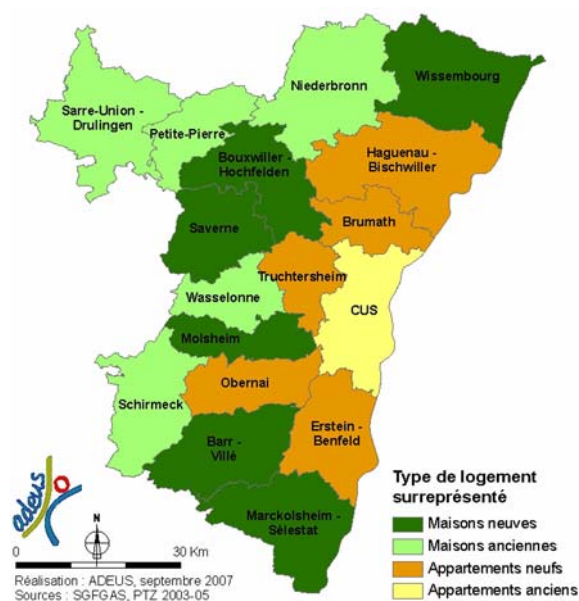 Niederbronn
Wissembourg
Sarre-Union -
Drulingen
Petite-Pierre
Bouxwiller -
Hochfelden
Haguenau -
Bischwiller
Saverne
Brumath
Truchtersheim
Wasselonne
CUS
Molsheim
Obernai
Schirmeck
Erstein -
Benfeld
Barr -
Villé
Marckolsheim -
Sélestat
Type de logement
surreprésenté
Maisons neuves
Maisons anciennes
Appartements neufs
Appartements anciens
adeus
N
0 30 Km
Réalisation : ADEUS, septembre 2007
Sources : SGFGAS, PTZ 2003-05